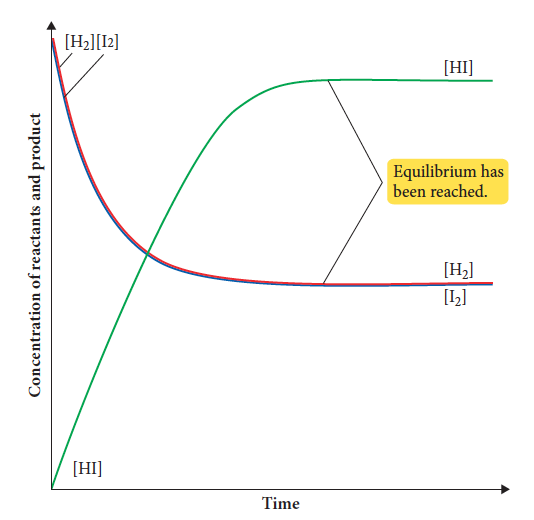 [H₂][I₂]
[HI]
Equilibrium has
been reached.
[H₂]
[I₂]
[HI]
Concentration of reactants and product
Time